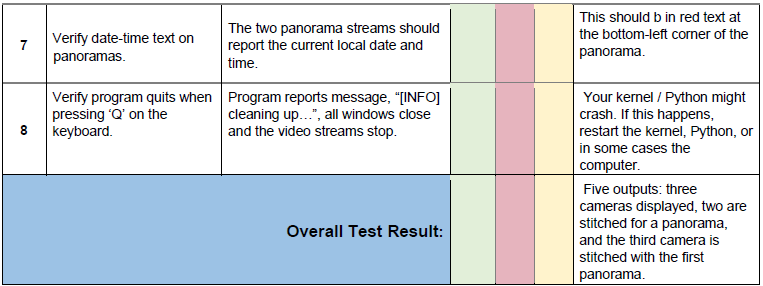 7
Verify date-time text on
panoramas.
The two panorama streams should
report the current local date and
time.
This should b in red text at
the bottom-left corner of the
panorama.
8
Verify program quits when
pressing ‘Q’ on the
keyboard.
Program reports message, “[INFO]
cleaning up…”, all windows close
and the video streams stop.
Your kernel / Python might
crash. If this happens,
restart the kernel, Python, or
in some cases the
computer.
Overall Test Result:
Five outputs: three
cameras displayed, two are
stitched for a panorama,
and the third camera is
stitched with the first
panorama.